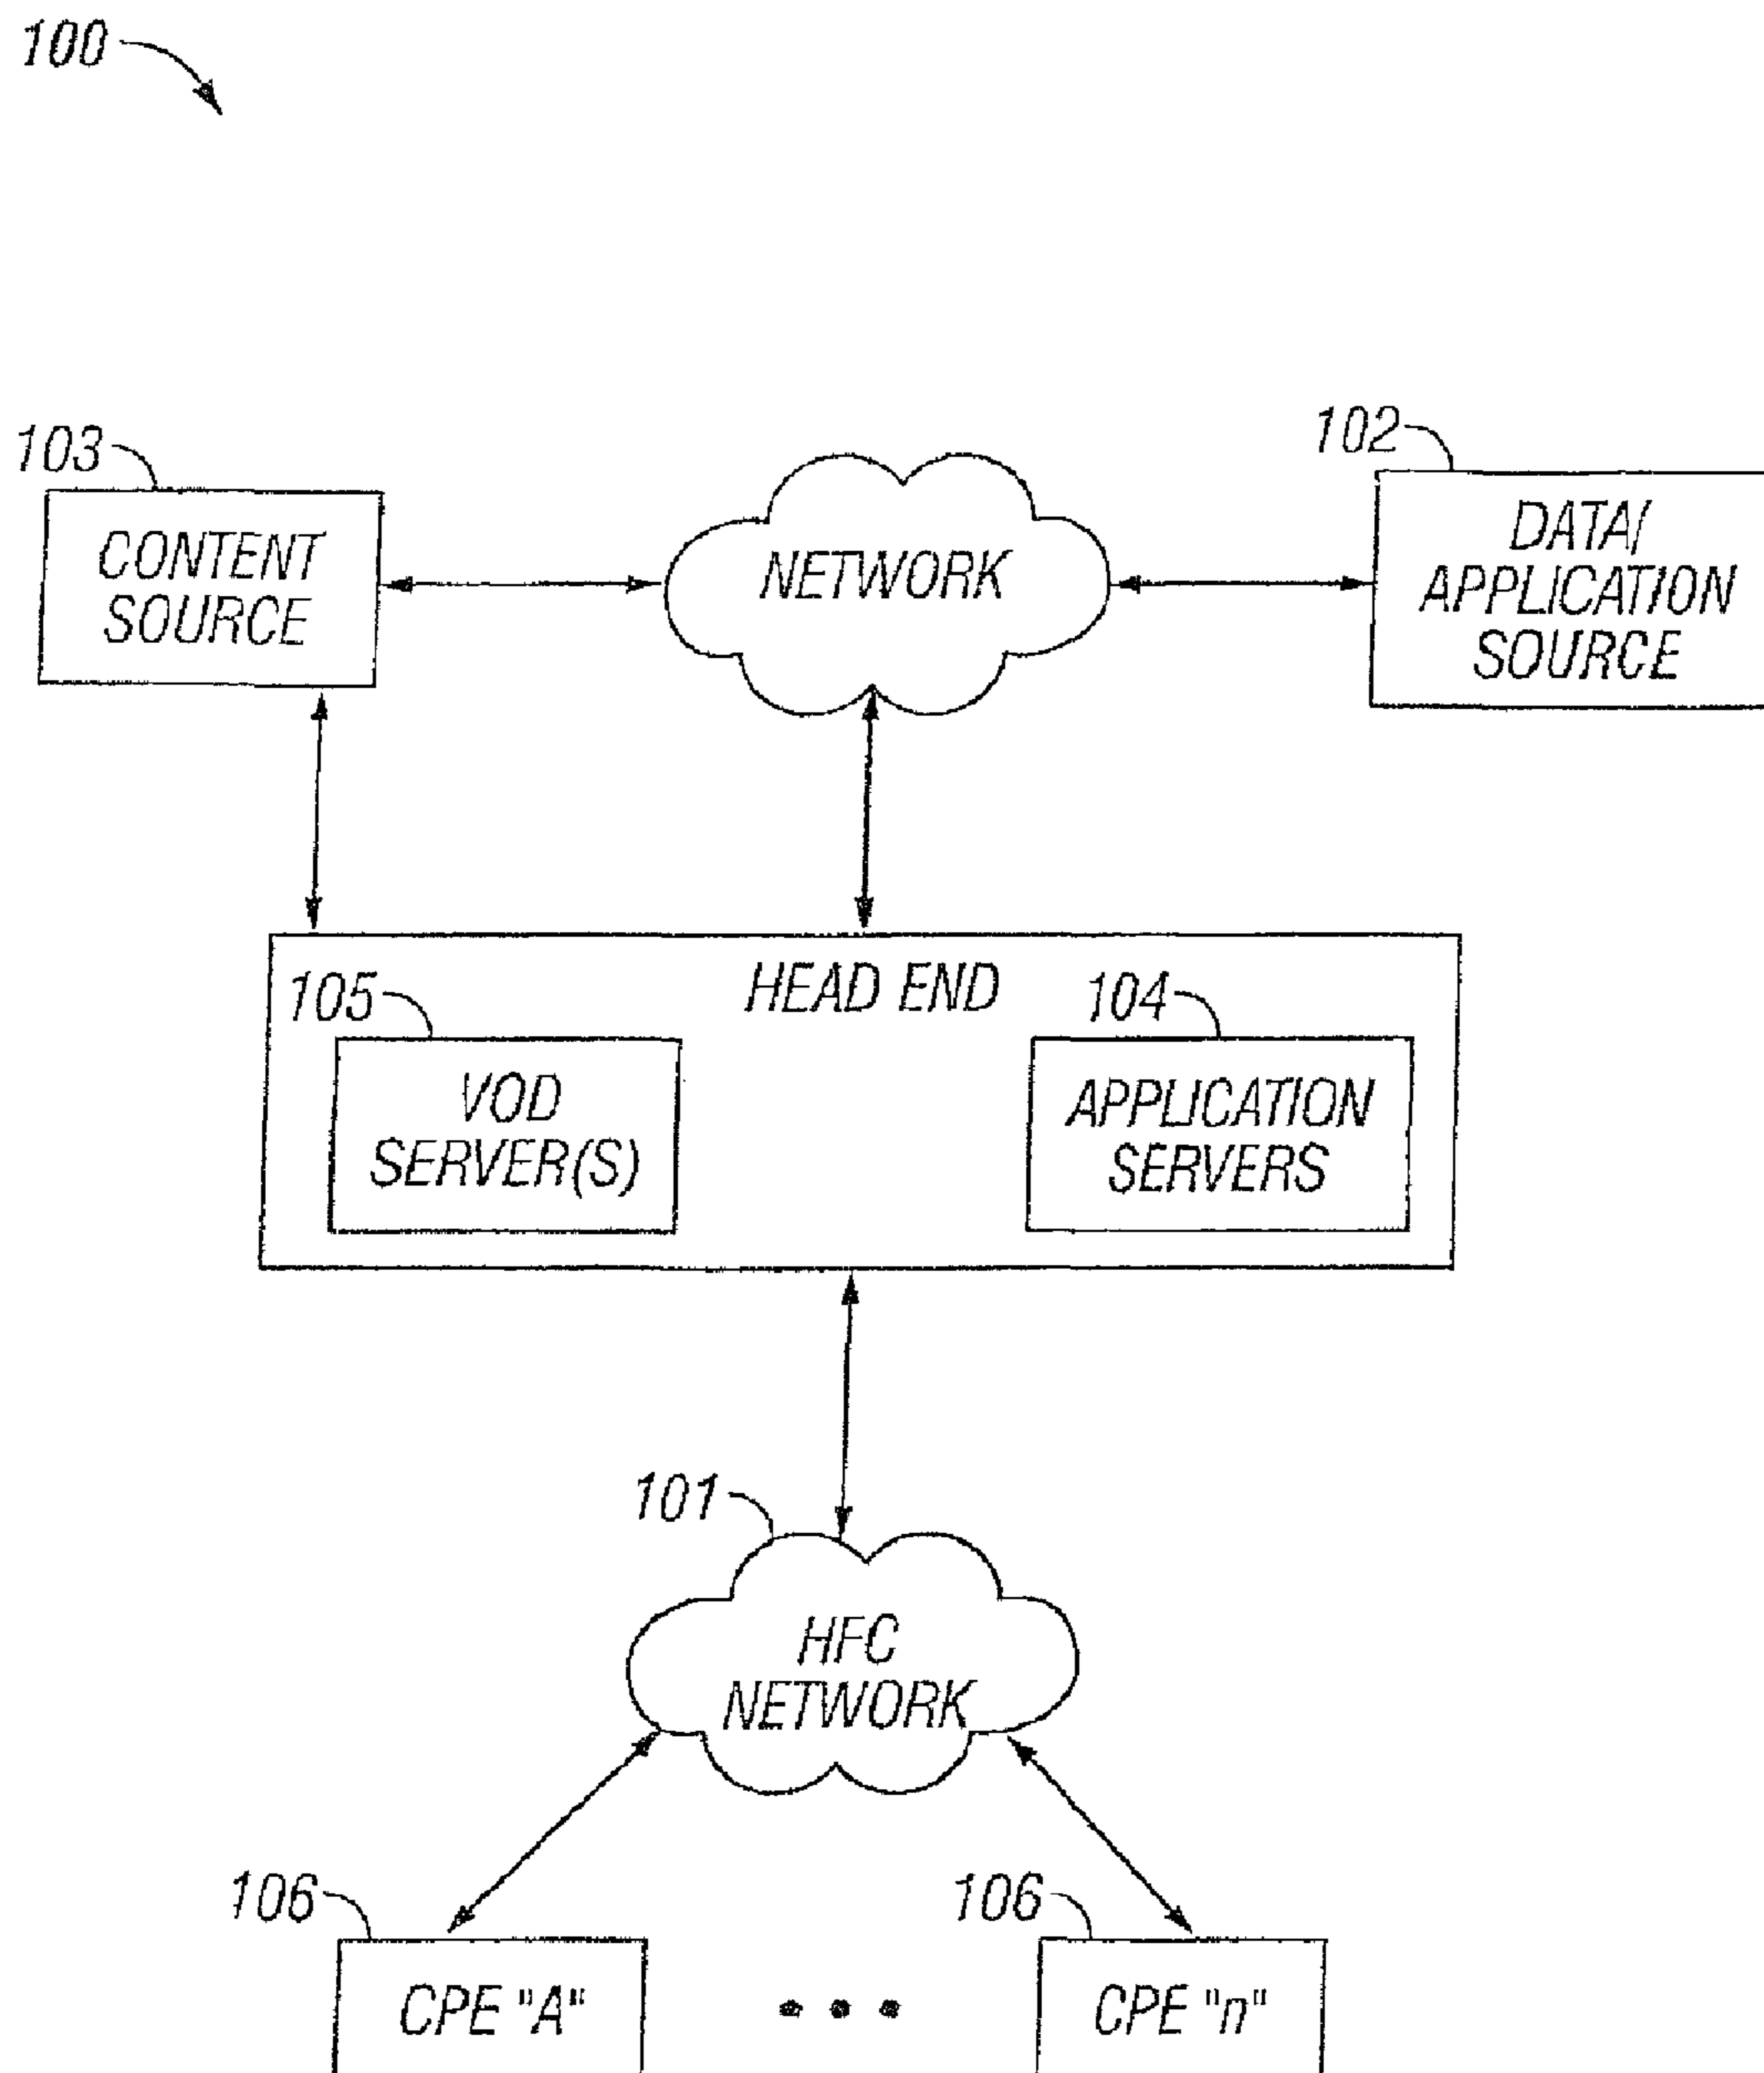 100
103
CONTENT
SOURCE
NETWORK
102
DATA/
APPLICATION
SOURCE
HEAD END
105
VOD
SERVER(S)
104
APPLICATION
SERVERS
101
HFC
NETWORK
106
CPE "A"
• • •
106
CPE "n"